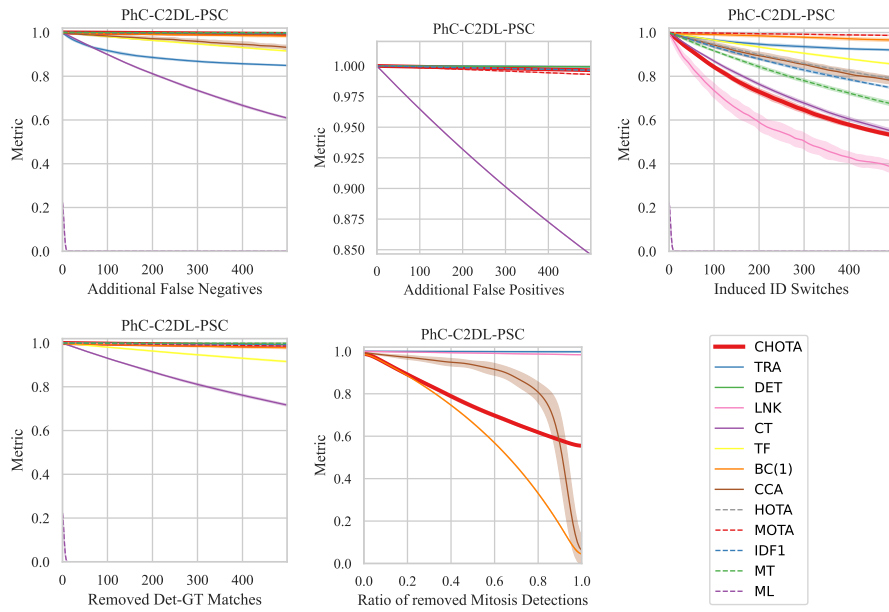 PhC-C2DL-PSC
1.0
0.8
0.6
0.4
0.2
0.0
Metric
0 100 200 300 400
Additional False Negatives
PhC-C2DL-PSC
1.000
0.975
0.950
0.925
0.900
0.875
0.850
Metric
0 100 200 300 400
Additional False Positives
PhC-C2DL-PSC
1.0
0.8
0.6
0.4
0.2
0.0
Metric
0 100 200 300 400
Induced ID Switches
PhC-C2DL-PSC
1.0
0.8
0.6
0.4
0.2
0.0
Metric
0 100 200 300 400
Removed Det-GT Matches
PhC-C2DL-PSC
1.0
0.8
0.6
0.4
0.2
0.0
Metric
0.0 0.2 0.4 0.6 0.8 1.0
Ratio of removed Mitosis Detections
CHOTA
TRA
DET
LNK
CT
TF
BC(1)
CCA
HOTA
MOTA
IDF1
MT
ML